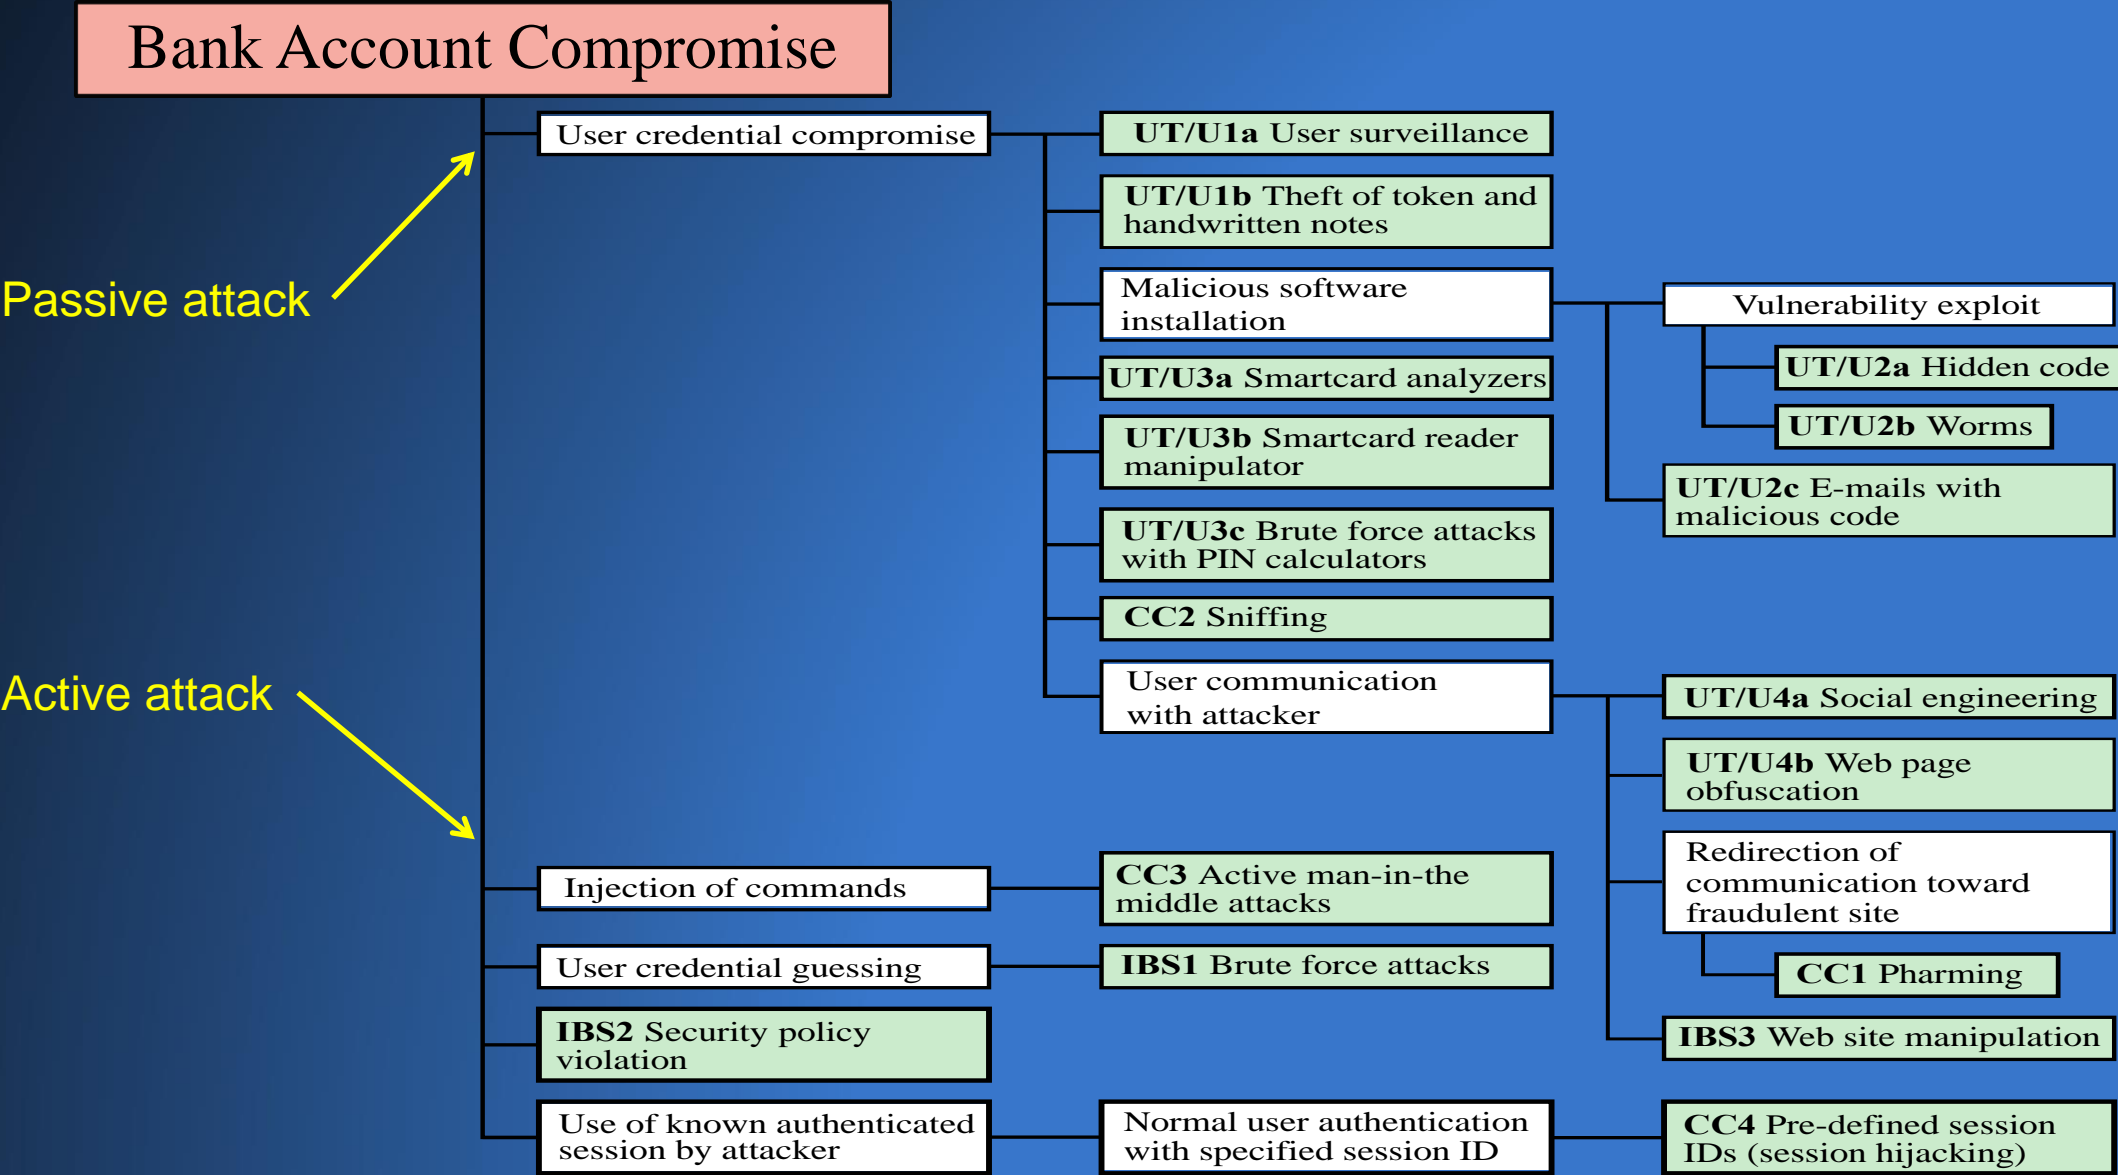 Bank Account Compromise
User credential compromise
UT/U1a User surveillance
UT/U1b Theft of token and
handwritten notes
Passive attack
Malicious software
installation
Vulnerability exploit
UT/U2a Hidden code
UT/U3a Smartcard analyzers
UT/U2b Worms
UT/U3b Smartcard reader
manipulator
UT/U2c E-mails with
malicious code
UT/U3c Brute force attacks
with PIN calculators
CC2 Sniffing
Active attack
User communication
with attacker
UT/U4a Social engineering
UT/U4b Web page
obfuscation
Redirection of
communication toward
fraudulent site
Injection of commands
CC3 Active man-in-the
middle attacks
User credential guessing
IBS1 Brute force attacks
CC1 Pharming
IBS2 Security policy
violation
IBS3 Web site manipulation
Use of known authenticated
session by attacker
Normal user authentication
with specified session ID
CC4 Pre-defined session
IDs (session hijacking)